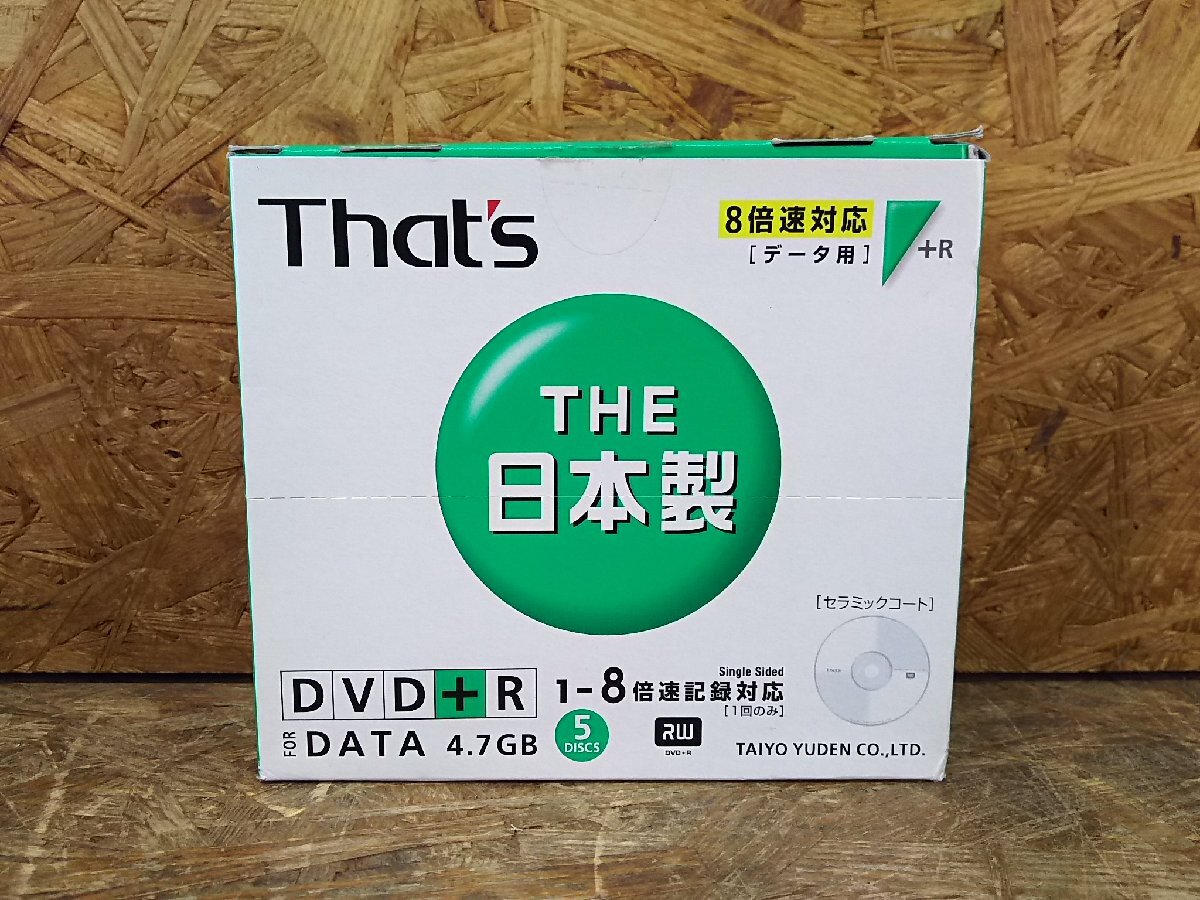 That's
8倍速対応
[データ用]
+R
THE
日本製
[セラミックコート]
DVD+R
FOR DATA 4.7GB
1-8倍速記録対応
Single Sided
[1回のみ]
5
DISCS
RW
DVD+R
TAIYO YUDEN CO.,LTD.